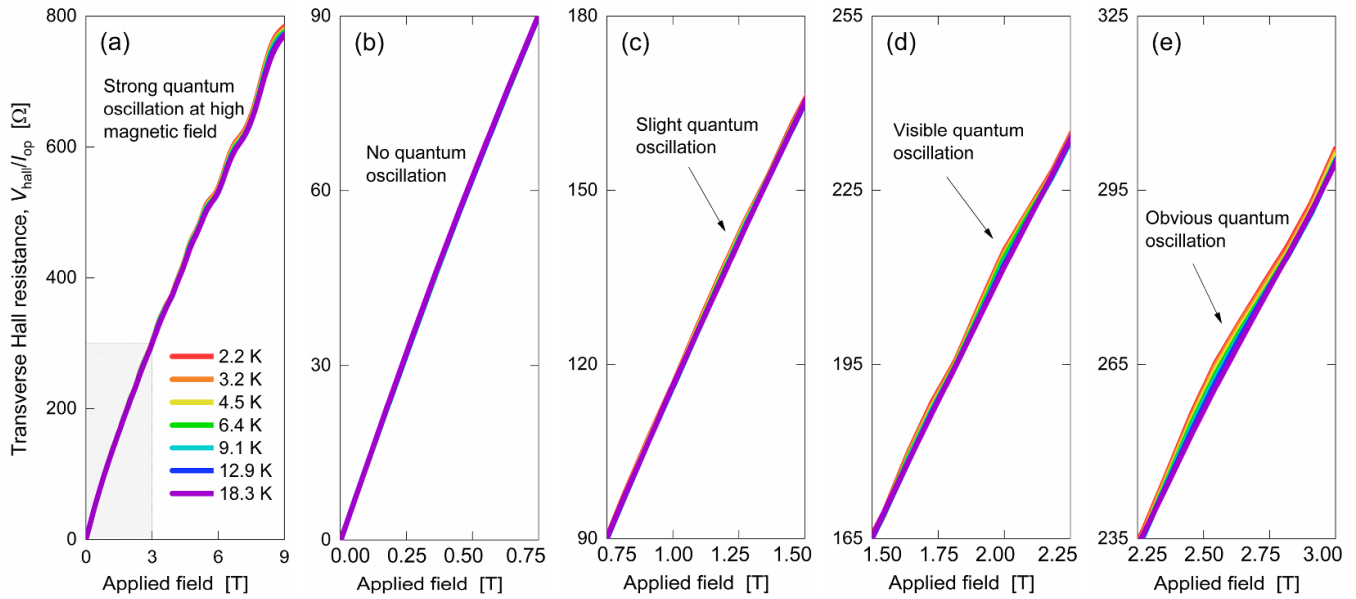 Transverse Hall resistance, V_hall/I_op [Ω]
800
600
400
200
0
(a)
Strong quantum
oscillation at high
magnetic field
2.2 K
3.2 K
4.5 K
6.4 K
9.1 K
12.9 K
18.3 K
0 3 6 9
Applied field [T]
90
60
30
0
(b)
No quantum
oscillation
0.00 0.25 0.50 0.75
Applied field [T]
180
150
120
90
(c)
Slight quantum
oscillation
0.75 1.00 1.25 1.50
Applied field [T]
255
225
195
165
(d)
Visible quantum
oscillation
1.50 1.75 2.00 2.25
Applied field [T]
325
295
265
235
(e)
Obvious quantum
oscillation
2.25 2.50 2.75 3.00
Applied field [T]